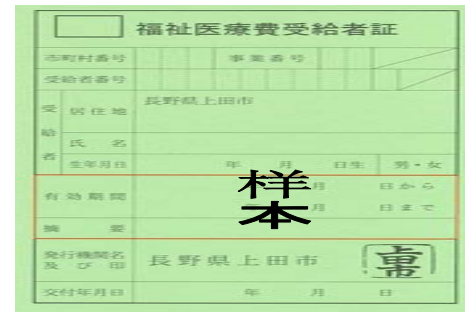 福祉医療費受給者証
市町村番号 事業番号
受給者番号
受給者 居住地 長野県上田市
氏名
生年月日 年 月 日生 男・女
有効期間 年 月 日から
年 月 日まで
摘要
発行機関名及び印 長野県上田市
交付年月日 年 月 日
样本